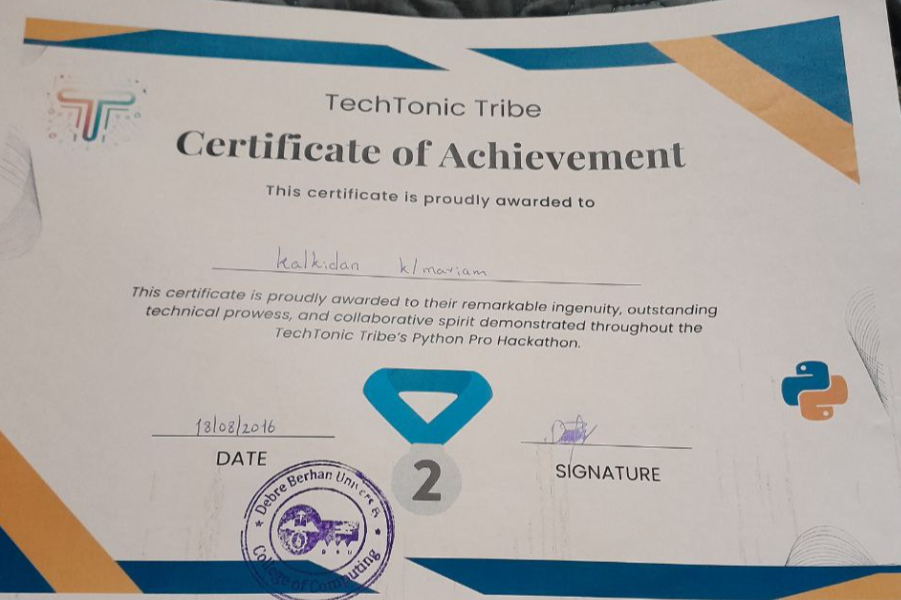 TechTonic Tribe
Certificate of Achievement
This certificate is proudly awarded to
kalkidan k/mariam
This certificate is proudly awarded to their remarkable ingenuity, outstanding
technical prowess, and collaborative spirit demonstrated throughout the
TechTonic Tribe's Python Pro Hackathon.
18/08/2016
DATE
SIGNATURE
2
Debre Berhan
College of Computing